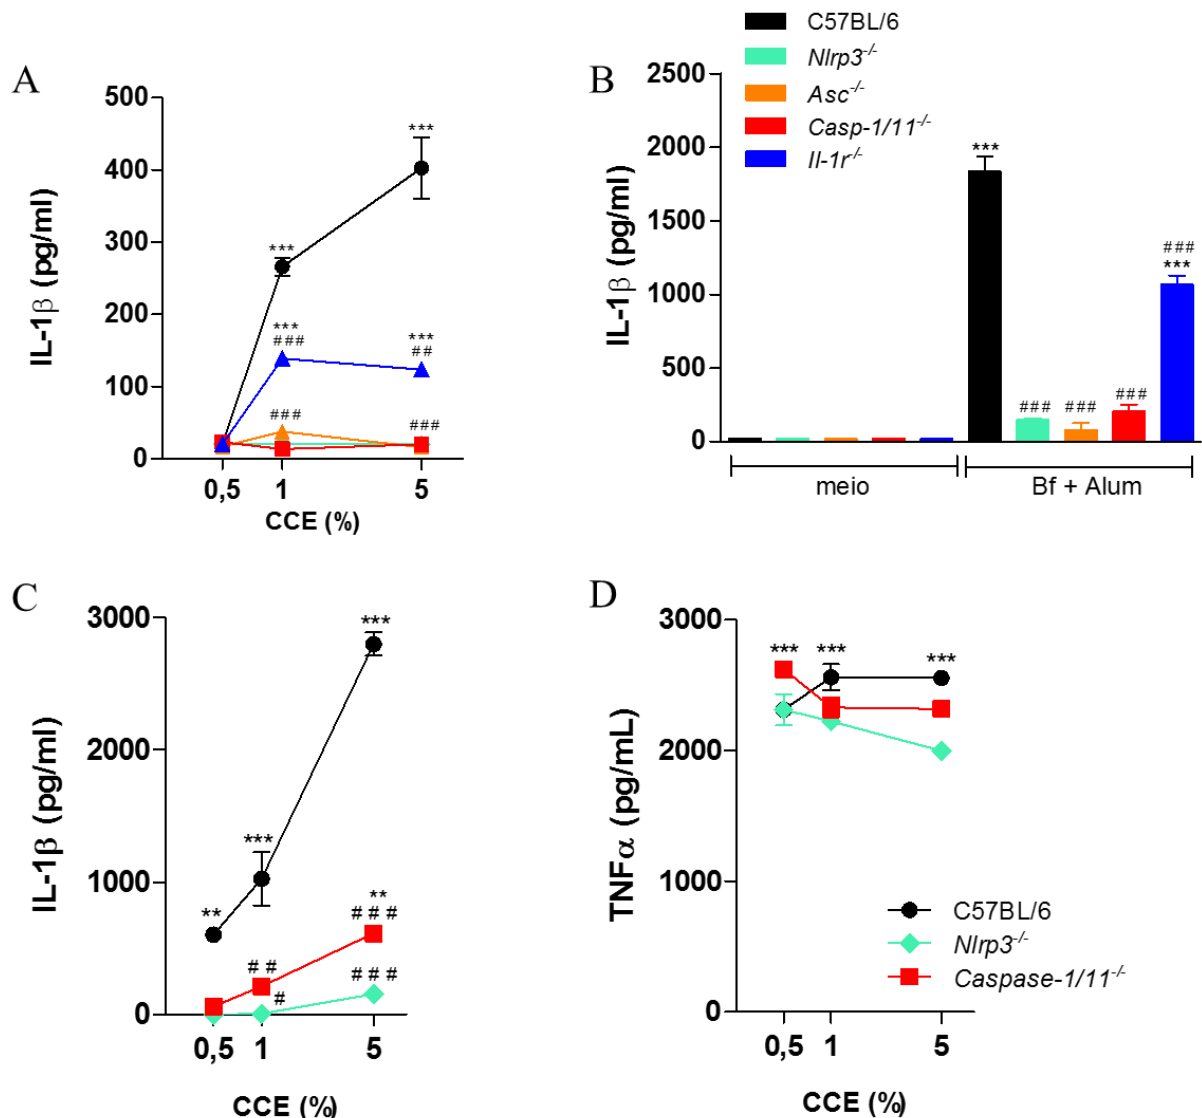 C57BL/6
Nlrp3-/-
Asc-/-
Casp-1/11-/-
Il-1r-/-
A
500
400
300
200
100
0
IL-1β (pg/ml)
***
***
***
###
***
##
###
###
0,5
1
5
CCE (%)
B
2500
2000
1500
1000
500
0
IL-1β (pg/ml)
***
###
###
###
###
***
meio
Bf + Alum
C
3000
2000
1000
0
IL-1β (pg/ml)
**
***
***
# #
#
**
# # #
# # #
0,5
1
5
CCE (%)
D
3000
2000
1000
0
TNFα (pg/mL)
***
***
***
C57BL/6
Nlrp3-/-
Caspase-1/11-/-
0,5
1
5
CCE (%)